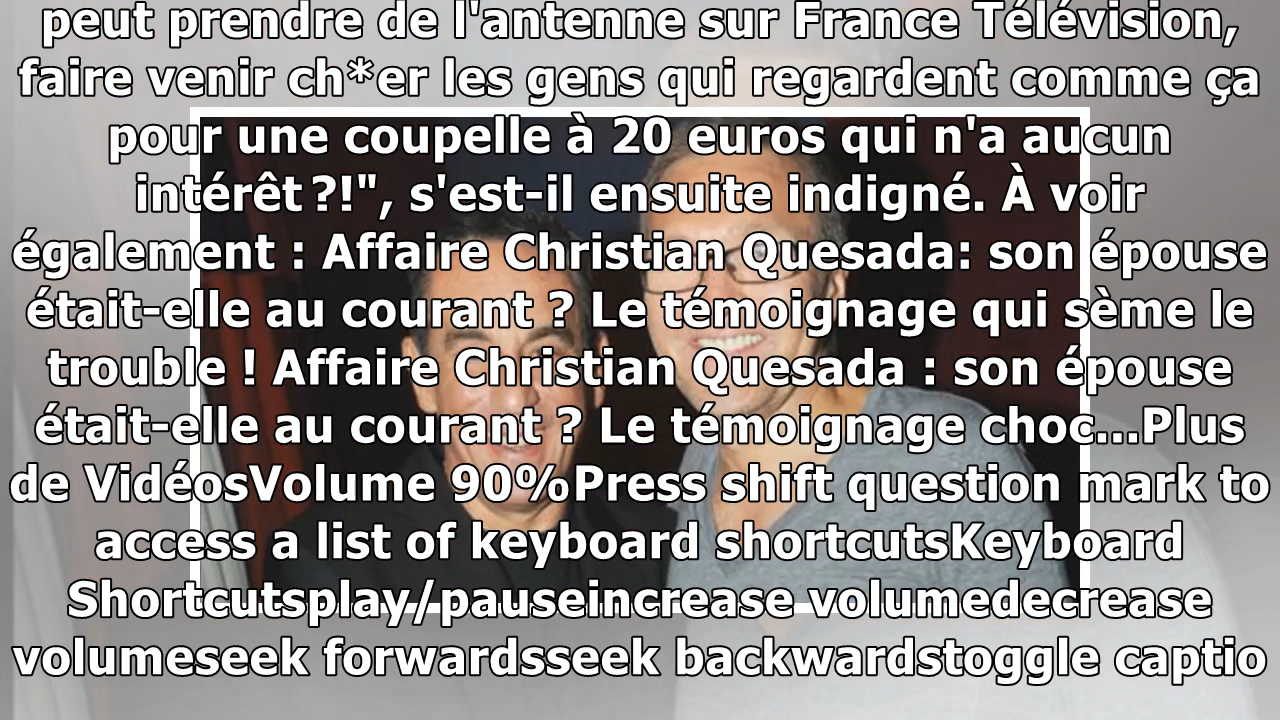 peut prendre de l'antenne sur France Télévision,
faire venir ch*er les gens qui regardent comme ça
pour une coupelle à 20 euros qui n'a aucun
intérêt ?!", s'est-il ensuite indigné. À voir
également : Affaire Christian Quesada: son épouse
était-elle au courant ? Le témoignage qui sème le
trouble ! Affaire Christian Quesada : son épouse
était-elle au courant ? Le témoignage choc...Plus
de VidéosVolume 90%Press shift question mark to
access a list of keyboard shortcutsKeyboard
Shortcutsplay/pauseincrease volumedecrease
volumeseek forwardsseek backwardstoggle captio